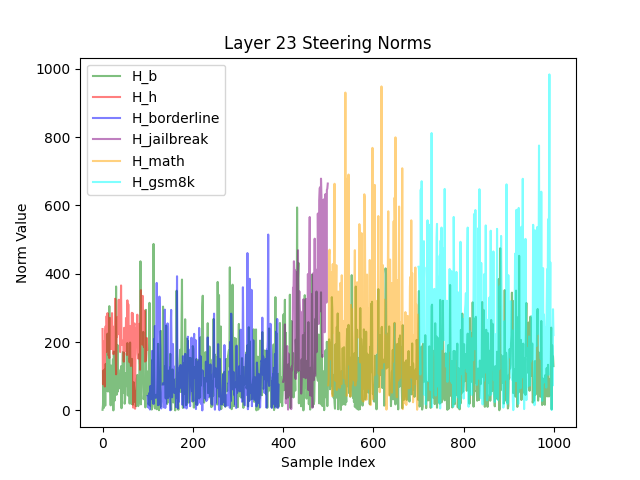 Layer 23 Steering Norms
1000
800
600
400
200
0
Norm Value
H_b
H_h
H_borderline
H_jailbreak
H_math
H_gsm8k
0
200
400
600
800
1000
Sample Index